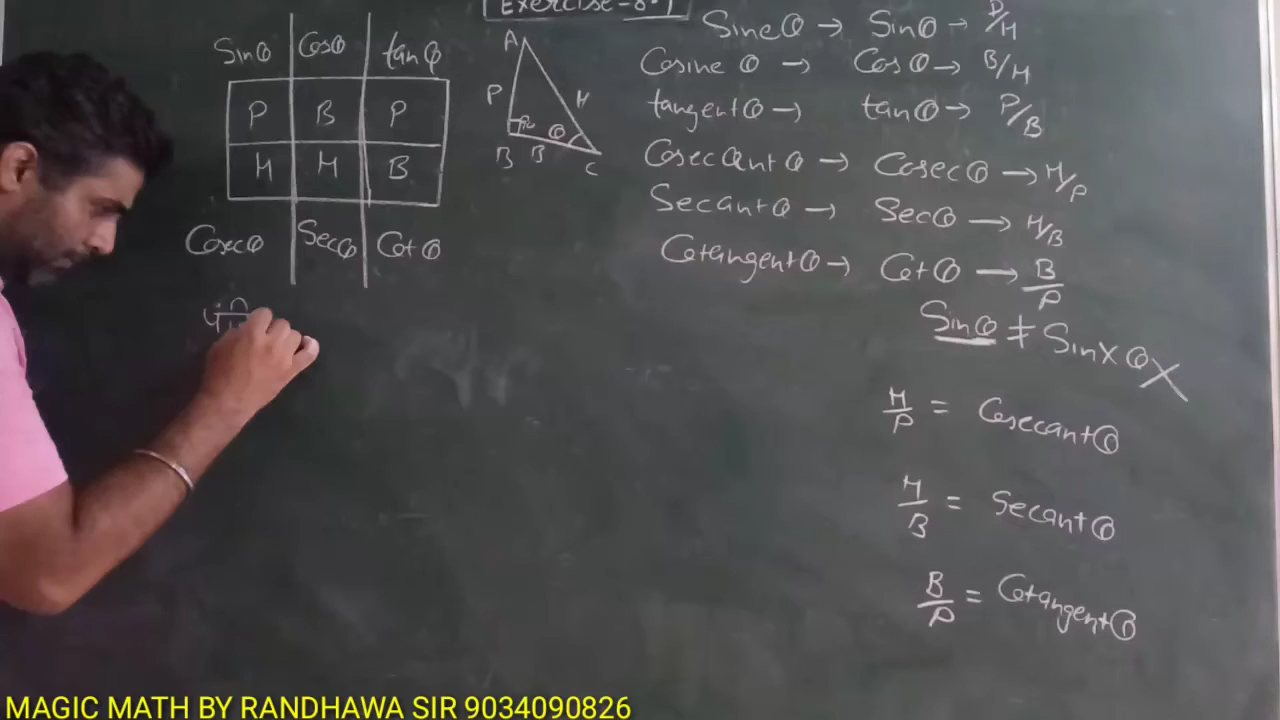 Exercise-8.1
Sinθ Cosθ tanθ
P B P
H H B
Cosecθ Secθ Cotθ
A
P H
90 θ
B B C
Sineθ → Sinθ → P/H
Cosine θ → Cosθ → B/H
tangentθ → tanθ → P/B
Cosecantθ → Cosecθ → H/P
Secantθ → Secθ → H/B
Cotangentθ → Cotθ → B/P
Sinθ ≠ Sin×θ ×
H/P = Cosecantθ
H/B = Secantθ
B/P = Cotangentθ
MAGIC MATH BY RANDHAWA SIR 9034090826